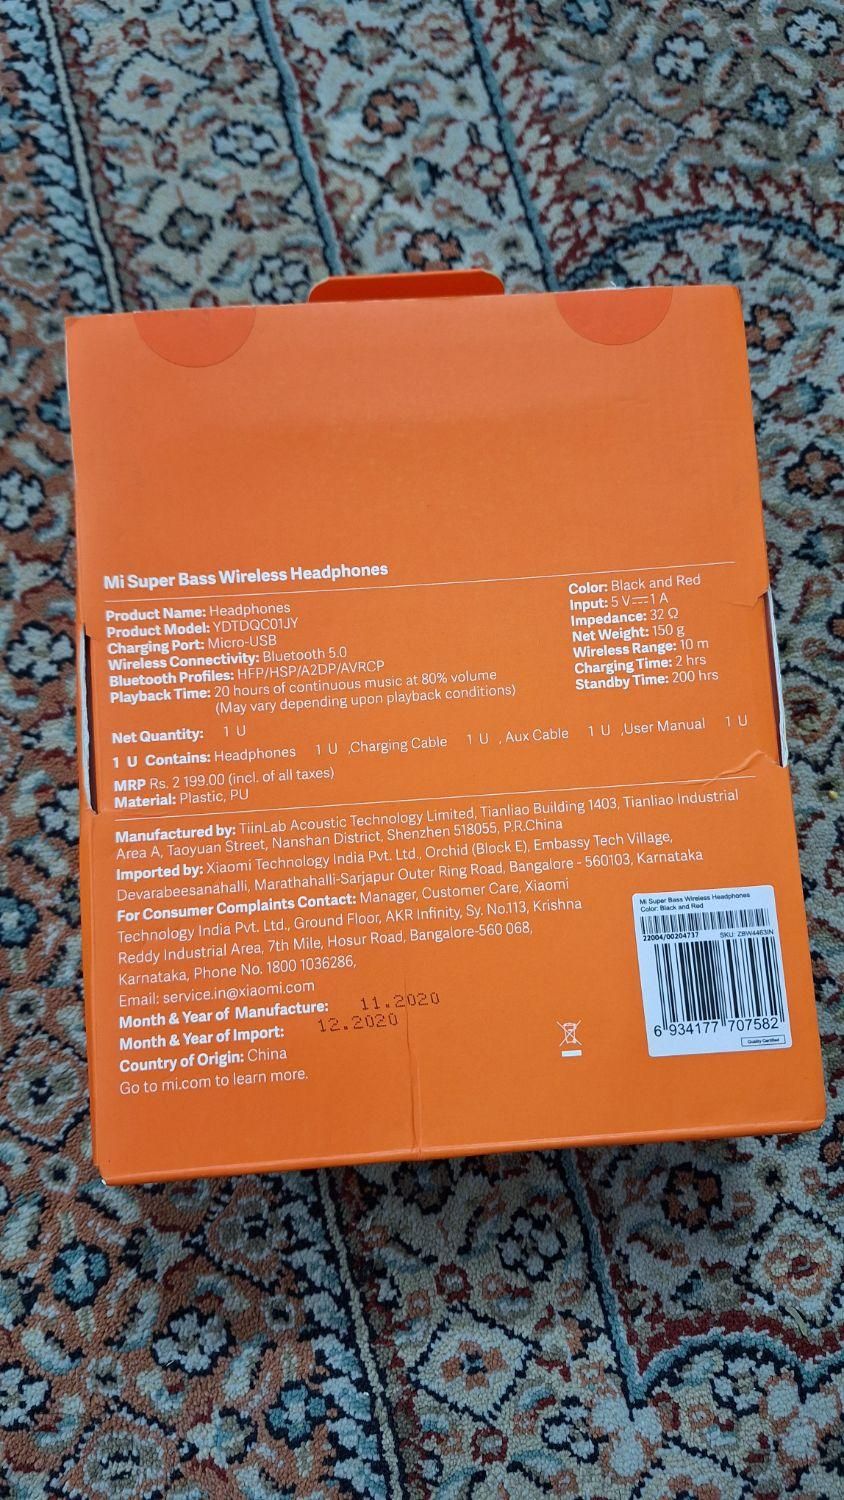 Mi Super Bass Wireless Headphones
Product Name: Headphones
Product Model: YDTDQC01JY
Charging Port: Micro-USB
Wireless Connectivity: Bluetooth 5.0
Bluetooth Profiles: HFP/HSP/A2DP/AVRCP
Playback Time: 20 hours of continuous music at 80% volume
(May vary depending upon playback conditions)
Color: Black and Red
Input: 5 V⎓1 A
Impedance: 32 Ω
Net Weight: 150 g
Wireless Range: 10 m
Charging Time: 2 hrs
Standby Time: 200 hrs
Net Quantity: 1 U
1 U Contains: Headphones 1 U ,Charging Cable 1 U , Aux Cable 1 U ,User Manual 1 U
MRP Rs. 2 199.00 (incl. of all taxes)
Material: Plastic, PU
Manufactured by: TiinLab Acoustic Technology Limited, Tianliao Building 1403, Tianliao Industrial
Area A, Taoyuan Street, Nanshan District, Shenzhen 518055, P.R.China
Imported by: Xiaomi Technology India Pvt. Ltd., Orchid (Block E), Embassy Tech Village,
Devarabeesanahalli, Marathahalli-Sarjapur Outer Ring Road, Bangalore - 560103, Karnataka
For Consumer Complaints Contact: Manager, Customer Care, Xiaomi
Technology India Pvt. Ltd., Ground Floor, AKR Infinity, Sy. No.113, Krishna
Reddy Industrial Area, 7th Mile, Hosur Road, Bangalore-560 068,
Karnataka, Phone No. 1800 1036286,
Email: service.in@xiaomi.com
Month & Year of Manufacture: 11.2020
Month & Year of Import: 12.2020
Country of Origin: China
Go to mi.com to learn more.
Mi Super Bass Wireless Headphones
Color: Black and Red
22004/00204737 SKU: ZBW4463IN
6 934177 707582
Quality Certified